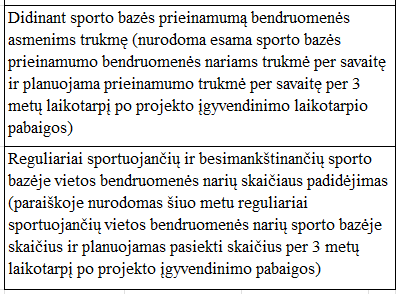 Didinant sporto bazės prieinamumą bendruomenės
asmenims trukmę (nurodoma esama sporto bazės
prieinamumo bendruomenės nariams trukmė per savaitę
ir planuojama prieinamumo trukmė per savaitę per 3
metų laikotarpį po projekto įgyvendinimo laikotarpio
pabaigos)
Reguliariai sportuojančių ir besimankštinančių sporto
bazėje vietos bendruomenės narių skaičiaus padidėjimas
(paraiškoje nurodomas šiuo metu reguliariai
sportuojančių vietos bendruomenės narių sporto bazėje
skaičius ir planuojamas pasiekti skaičius per 3 metų
laikotarpį po projekto įgyvendinimo pabaigos)